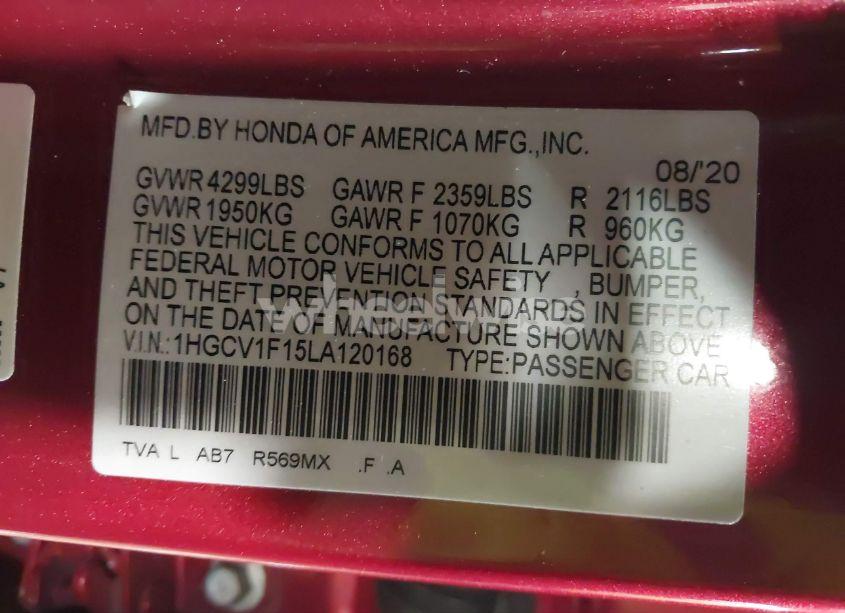 MFD.BY HONDA OF AMERICA MFG.,INC.
08/'20
GVWR 4299LBS GAWR F 2359LBS R 2116LBS
GVWR 1950KG GAWR F 1070KG R 960KG
THIS VEHICLE CONFORMS TO ALL APPLICABLE
FEDERAL MOTOR VEHICLE SAFETY , BUMPER,
AND THEFT PREVENTION STANDARDS IN EFFECT
ON THE DATE OF MANUFACTURE SHOWN ABOVE
V.I.N.:1HGCV1F15LA120168 TYPE:PASSENGER CAR
TVA L AB7 R569MX .F .A